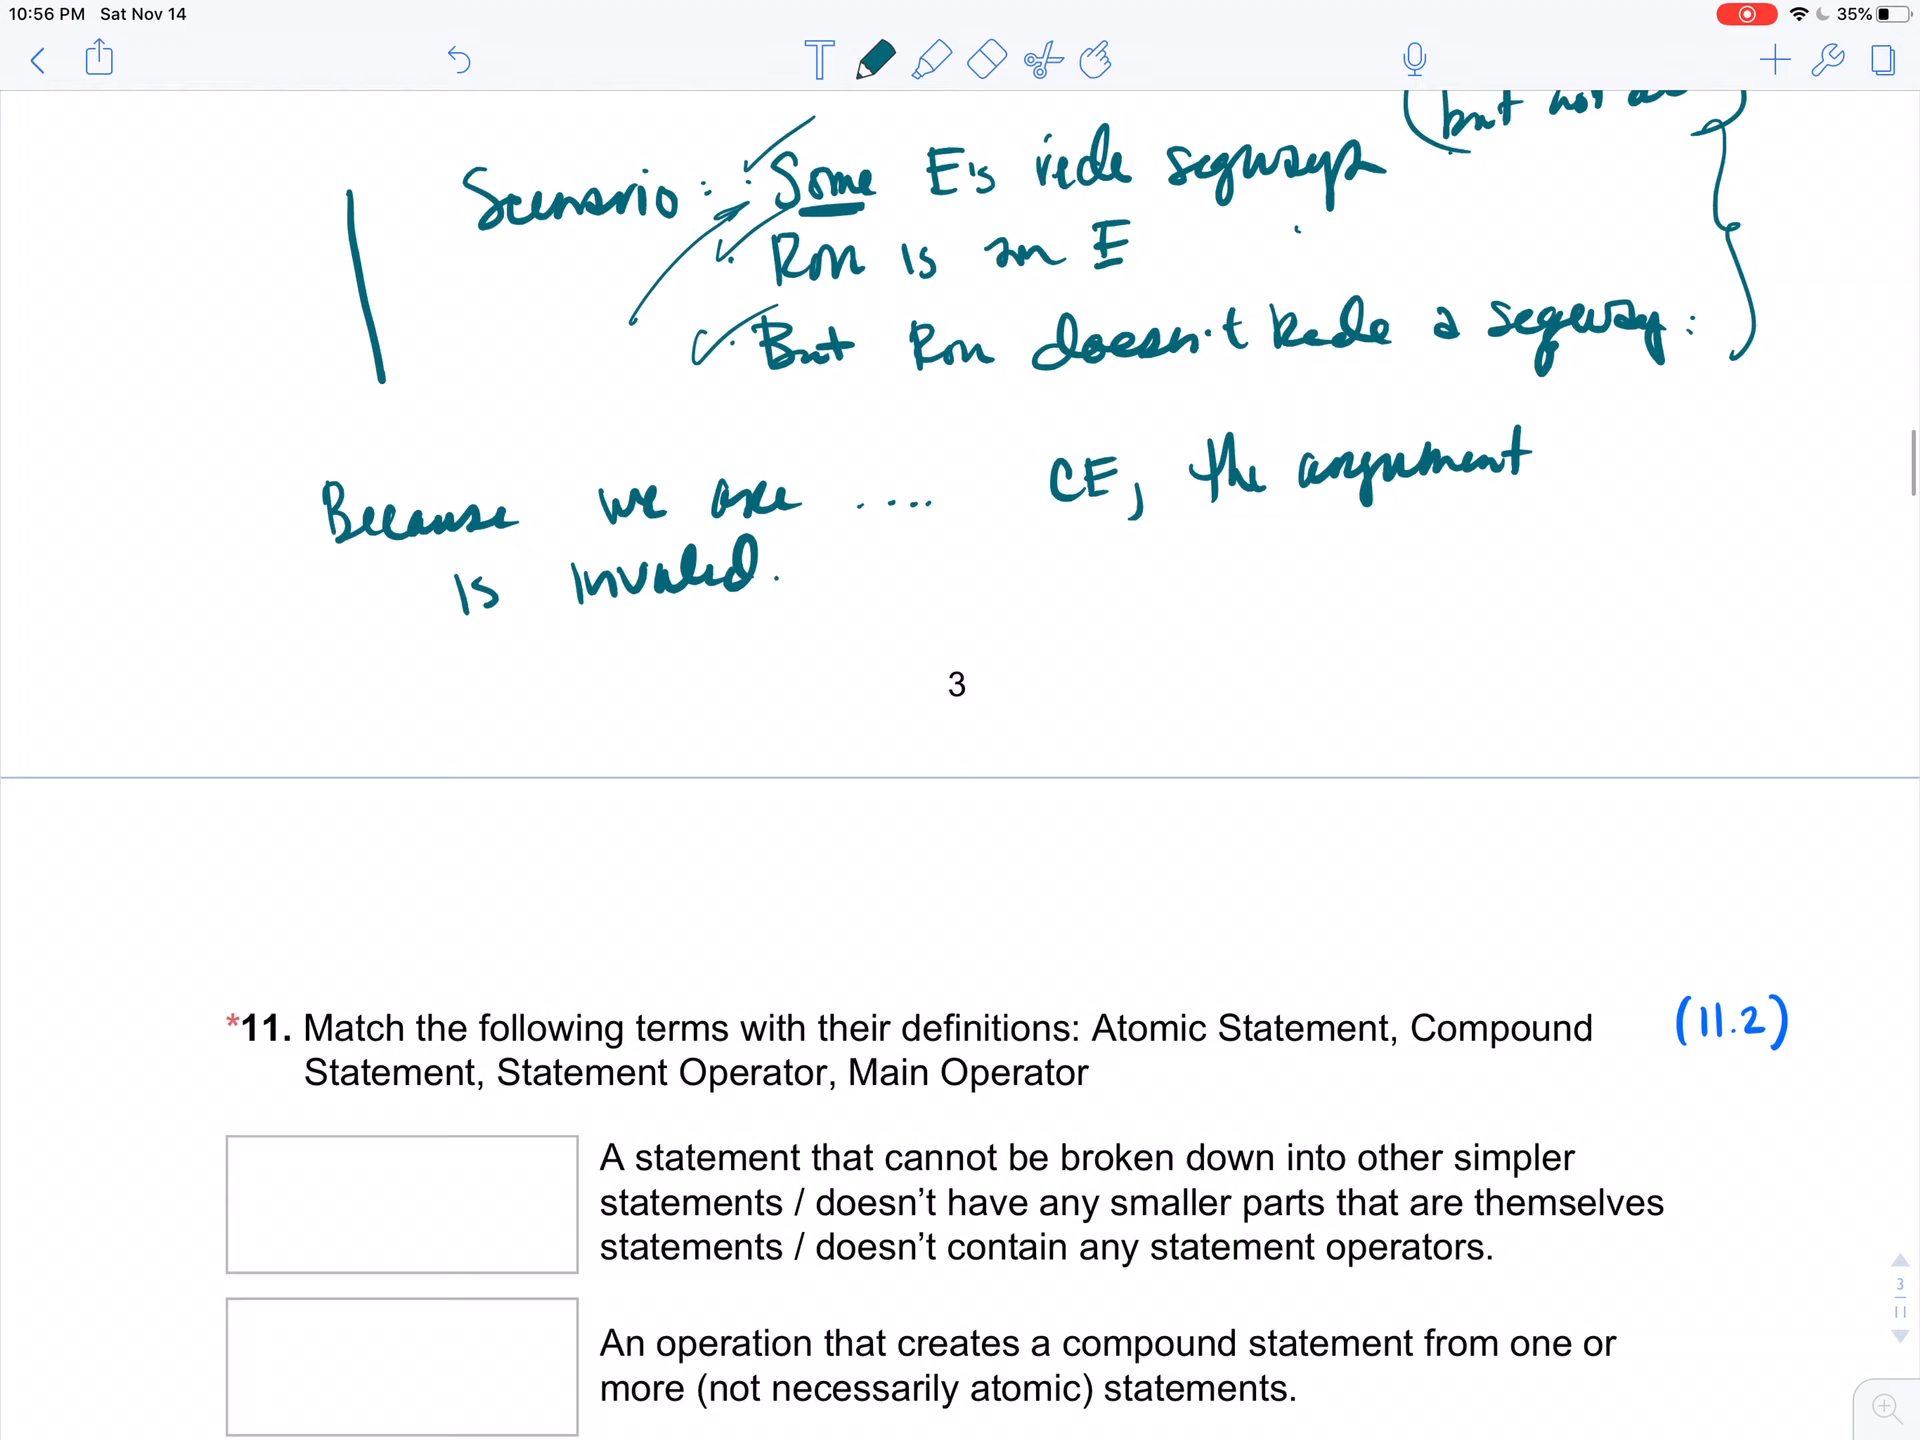 10:56 PM Sat Nov 14
35%
(but not
Scenario: Some E's ride segways
Ron is an E
But Ron doesn't ride a segway.
Because we are .... CE, the argument
is invalid.
3
*11. Match the following terms with their definitions: Atomic Statement, Compound
Statement, Statement Operator, Main Operator
(11.2)
A statement that cannot be broken down into other simpler
statements / doesn't have any smaller parts that are themselves
statements / doesn't contain any statement operators.
An operation that creates a compound statement from one or
more (not necessarily atomic) statements.
3
11